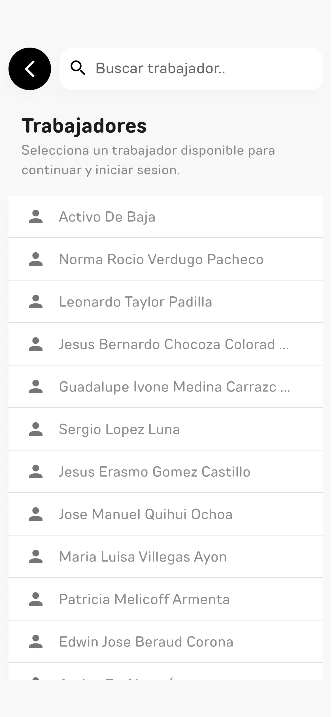 Buscar trabajador..
Trabajadores
Selecciona un trabajador disponible para
continuar y iniciar sesion.
Activo De Baja
Norma Rocio Verdugo Pacheco
Leonardo Taylor Padilla
Jesus Bernardo Chocoza Colorad ...
Guadalupe Ivone Medina Carrazc ...
Sergio Lopez Luna
Jesus Erasmo Gomez Castillo
Jose Manuel Quihui Ochoa
Maria Luisa Villegas Ayon
Patricia Melicoff Armenta
Edwin Jose Beraud Corona